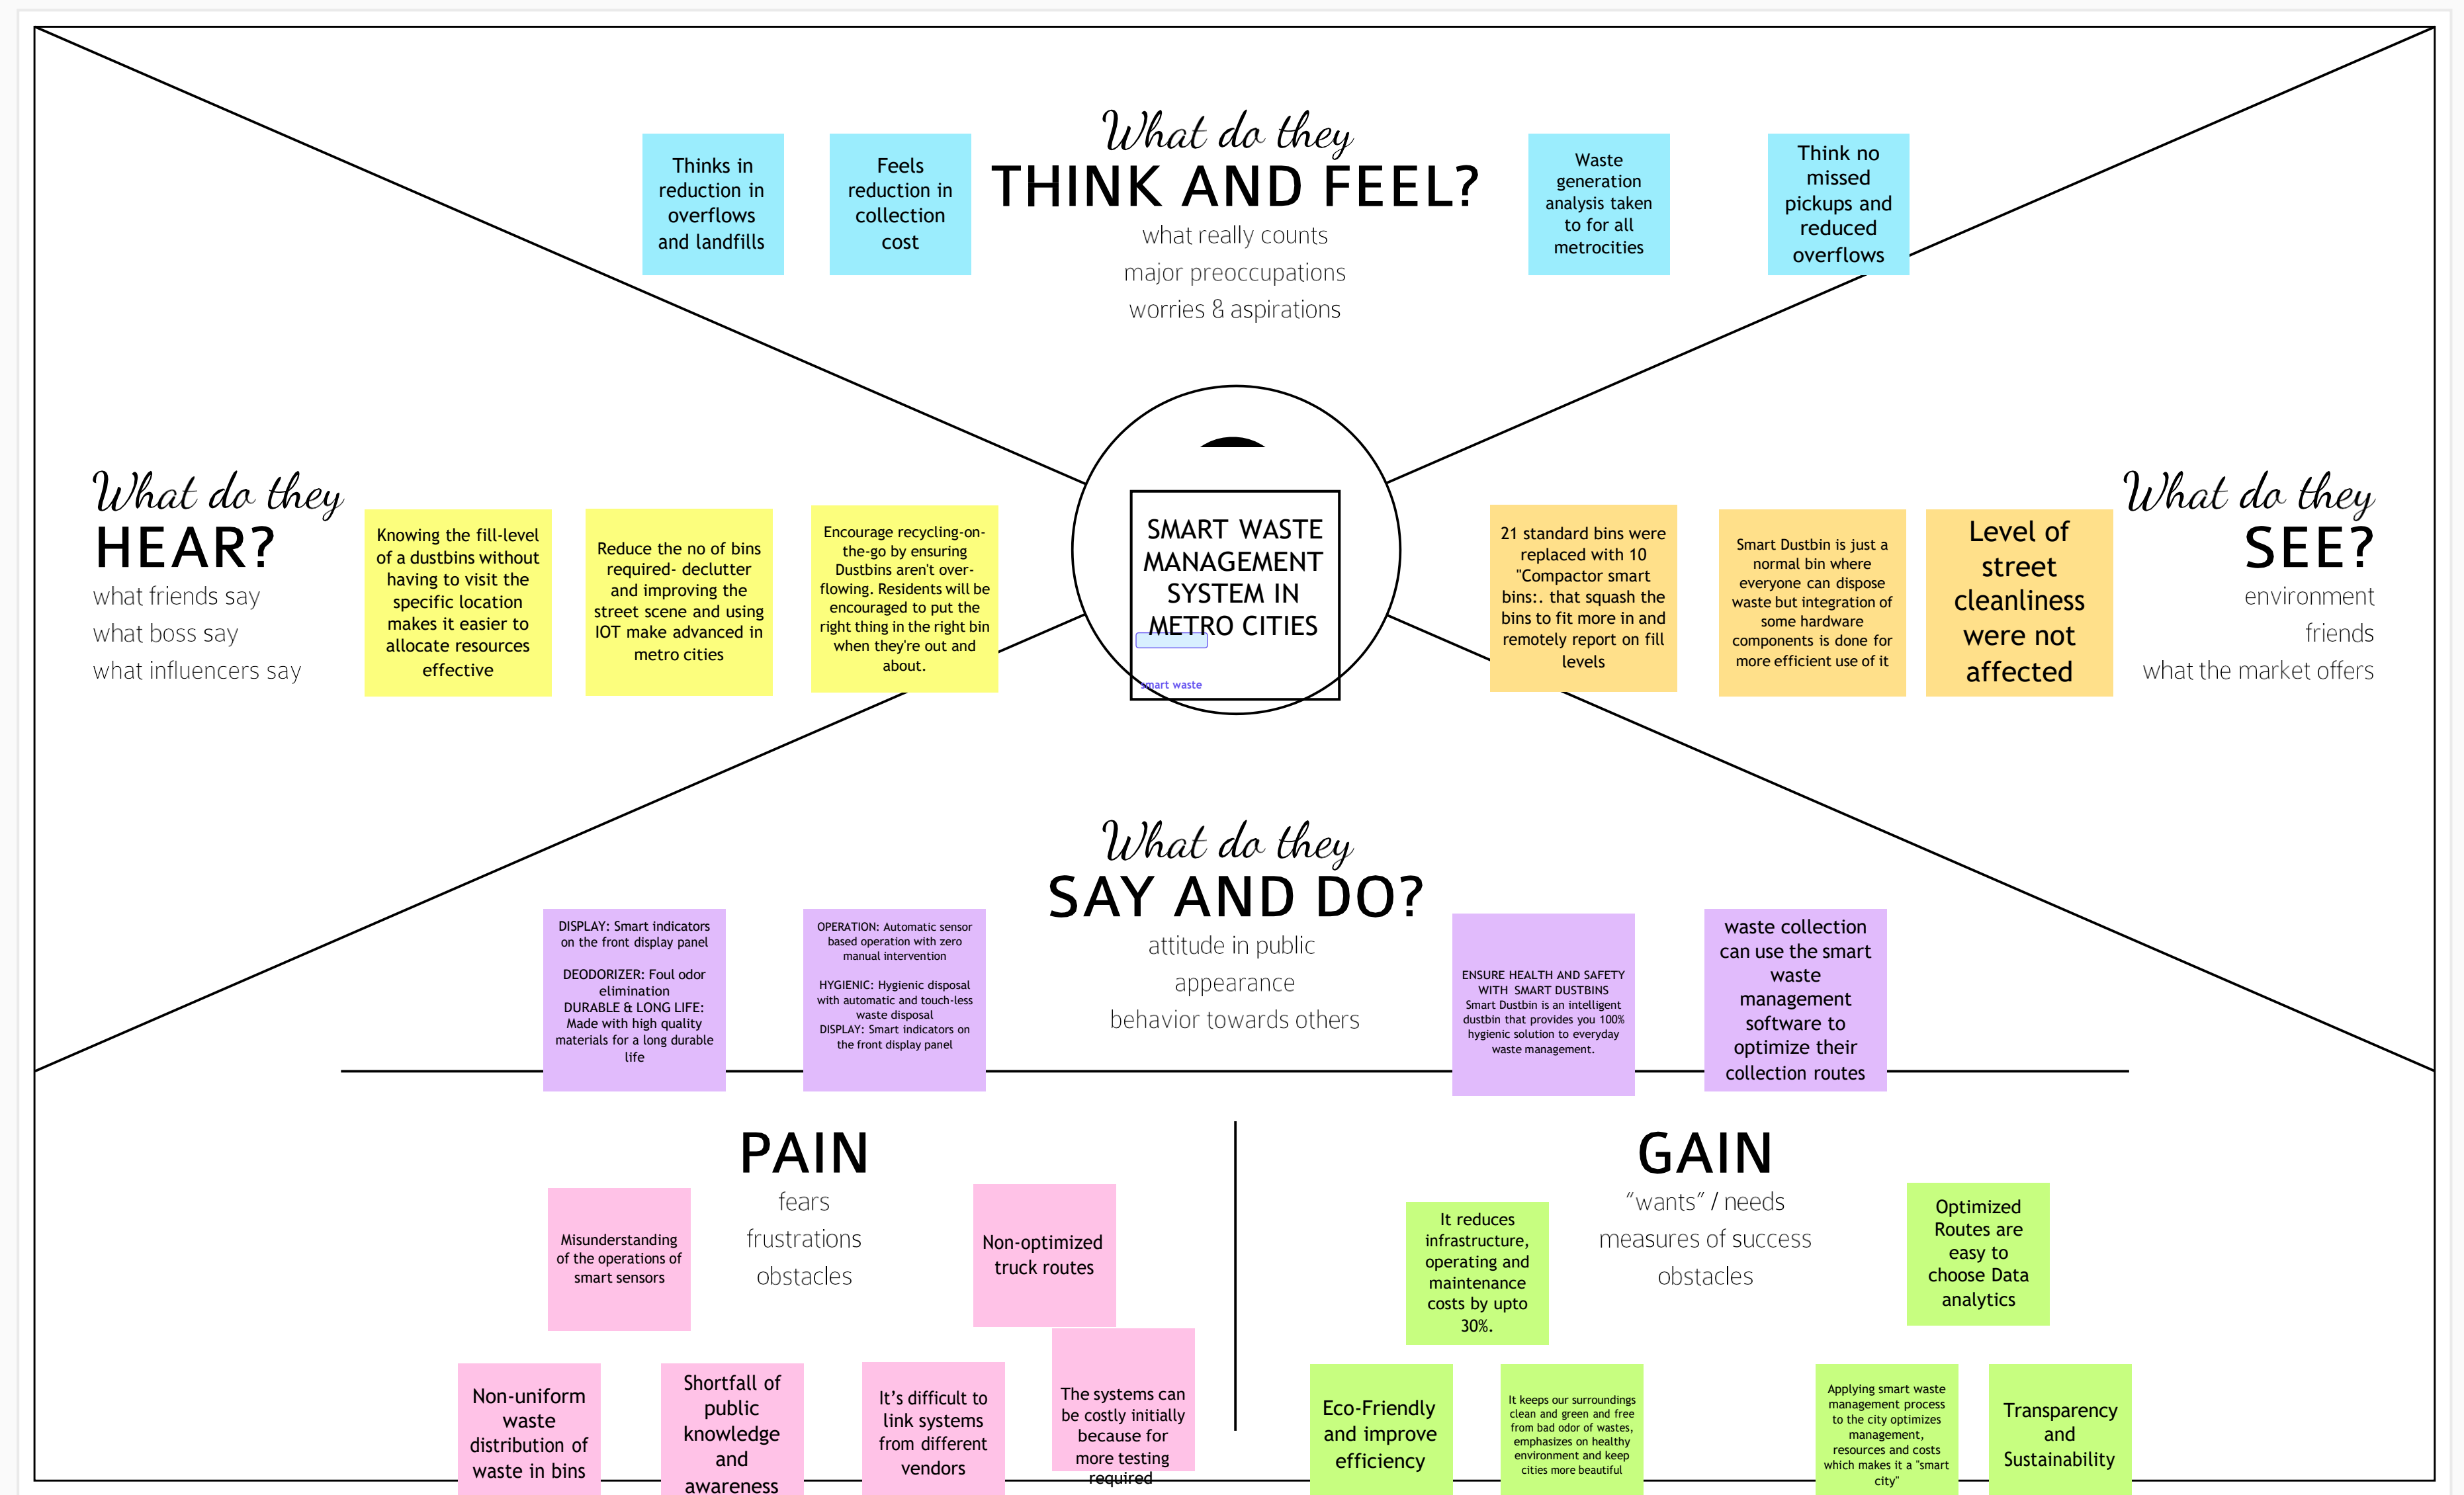 What do they
THINK AND FEEL?
what really counts
major preoccupations
worries & aspirations
Thinks in
reduction in
overflows
and landfills
Feels
reduction in
collection
cost
Waste
generation
analysis taken
to for all
metrocities
Think no
missed
pickups and
reduced
overflows
What do they
HEAR?
what friends say
what boss say
what influencers say
Knowing the fill-level
of a dustbins without
having to visit the
specific location
makes it easier to
allocate resources
effective
Reduce the no of bins
required- declutter
and improving the
street scene and using
IOT make advanced in
metro cities
Encourage recycling-on-
the-go by ensuring
Dustbins aren't over-
flowing. Residents will be
encouraged to put the
right thing in the right bin
when they're out and
about.
SMART WASTE
MANAGEMENT
SYSTEM IN
METRO CITIES
smart waste
21 standard bins were
replaced with 10
"Compactor smart
bins:. that squash the
bins to fit more in and
remotely report on fill
levels
Smart Dustbin is just a
normal bin where
everyone can dispose
waste but integration of
some hardware
components is done for
more efficient use of it
Level of
street
cleanliness
were not
affected
What do they
SEE?
environment
friends
what the market offers
What do they
SAY AND DO?
attitude in public
appearance
behavior towards others
DISPLAY: Smart indicators
on the front display panel
DEODORIZER: Foul odor
elimination
DURABLE & LONG LIFE:
Made with high quality
materials for a long durable
life
OPERATION: Automatic sensor
based operation with zero
manual intervention
HYGIENIC: Hygienic disposal
with automatic and touch-less
waste disposal
DISPLAY: Smart indicators on
the front display panel
ENSURE HEALTH AND SAFETY
WITH SMART DUSTBINS
Smart Dustbin is an intelligent
dustbin that provides you 100%
hygienic solution to everyday
waste management.
waste collection
can use the smart
waste
management
software to
optimize their
collection routes
PAIN
fears
frustrations
obstacles
Misunderstanding
of the operations of
smart sensors
Non-optimized
truck routes
Non-uniform
waste
distribution of
waste in bins
Shortfall of
public
knowledge
and
awareness
It's difficult to
link systems
from different
vendors
The systems can
be costly initially
because for
more testing
required
GAIN
"wants" / needs
measures of success
obstacles
It reduces
infrastructure,
operating and
maintenance
costs by upto
30%.
Optimized
Routes are
easy to
choose Data
analytics
Eco-Friendly
and improve
efficiency
It keeps our surroundings
clean and green and free
from bad odor of wastes,
emphasizes on healthy
environment and keep
cities more beautiful
Applying smart waste
management process
to the city optimizes
management,
resources and costs
which makes it a "smart
city"
Transparency
and
Sustainability